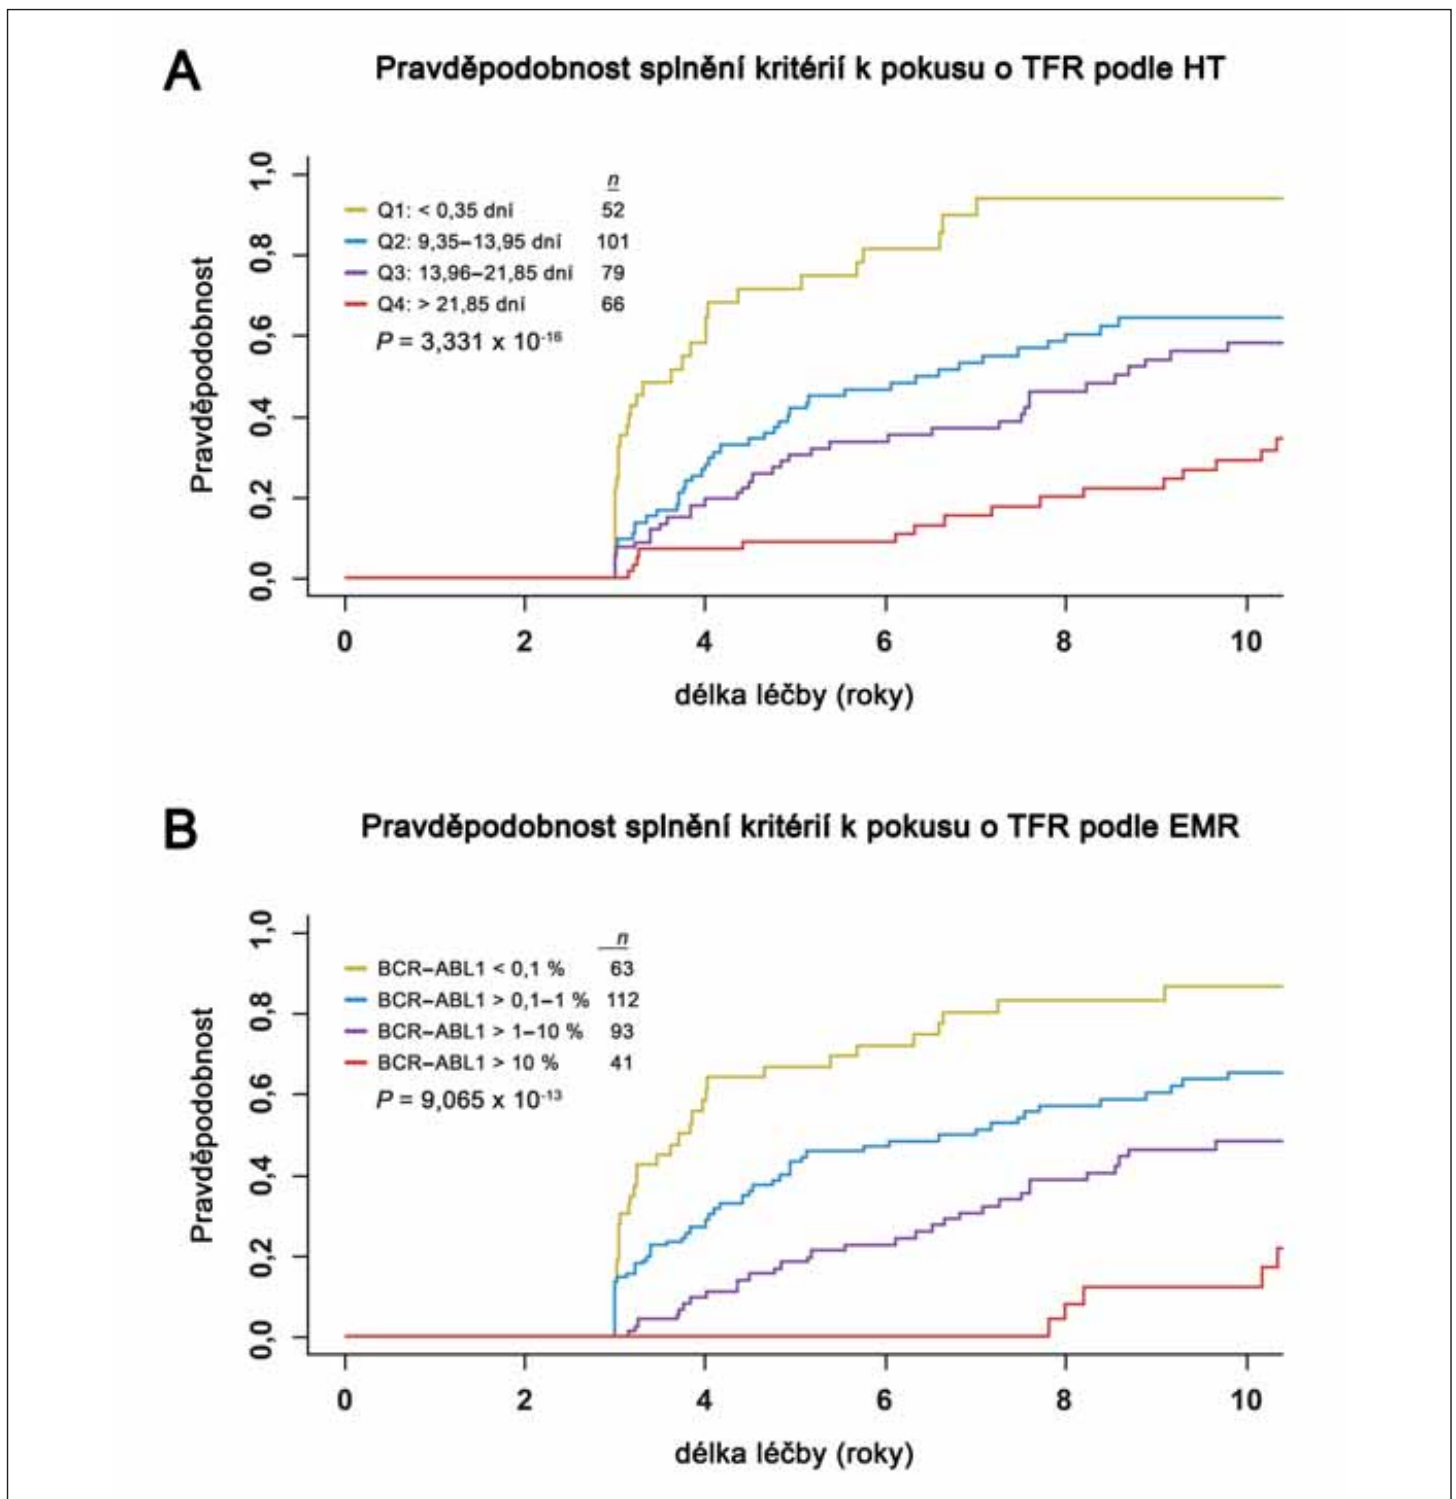 A
Pravděpodobnost splnění kritérií k pokusu o TFR podle HT
Pravděpodobnost
1,0
0,8
0,6
0,4
0,2
0,0
n
Q1: < 0,35 dní 52
Q2: 9,35–13,95 dní 101
Q3: 13,96–21,85 dní 79
Q4: > 21,85 dní 66
P = 3,331 x 10⁻¹⁶
0 2 4 6 8 10
délka léčby (roky)
B
Pravděpodobnost splnění kritérií k pokusu o TFR podle EMR
Pravděpodobnost
1,0
0,8
0,6
0,4
0,2
0,0
n
BCR–ABL1 < 0,1 % 63
BCR–ABL1 > 0,1–1 % 112
BCR–ABL1 > 1–10 % 93
BCR–ABL1 > 10 % 41
P = 9,065 x 10⁻¹³
0 2 4 6 8 10
délka léčby (roky)